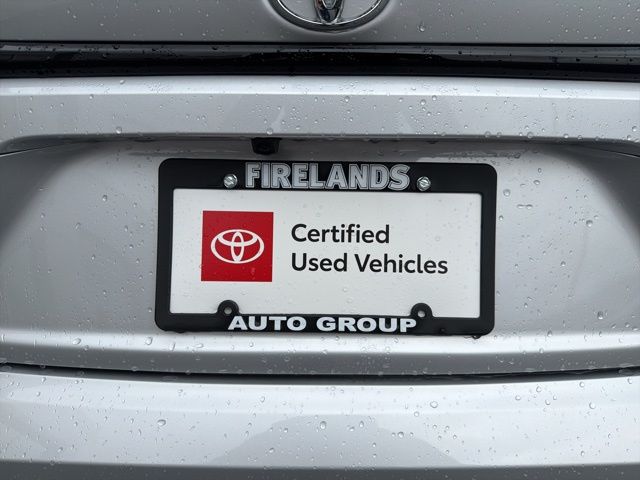 FIRELANDS
Certified
Used Vehicles
AUTO GROUP